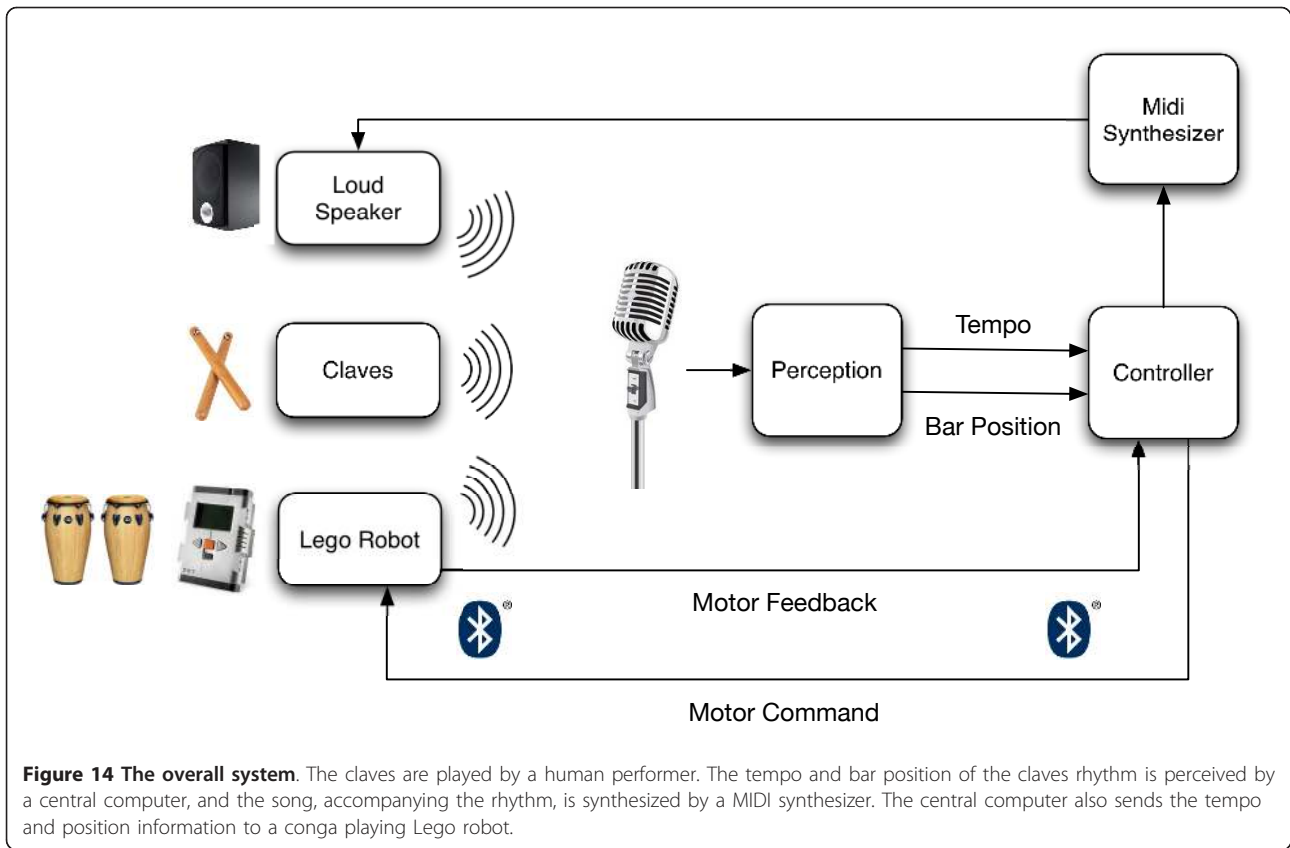 Midi
Synthesizer
Loud
Speaker
Claves
Perception
Tempo
Bar Position
Controller
Lego Robot
Motor Feedback
®
®
Motor Command
Figure 14 The overall system. The claves are played by a human performer. The tempo and bar position of the claves rhythm is perceived by
a central computer, and the song, accompanying the rhythm, is synthesized by a MIDI synthesizer. The central computer also sends the tempo
and position information to a conga playing Lego robot.